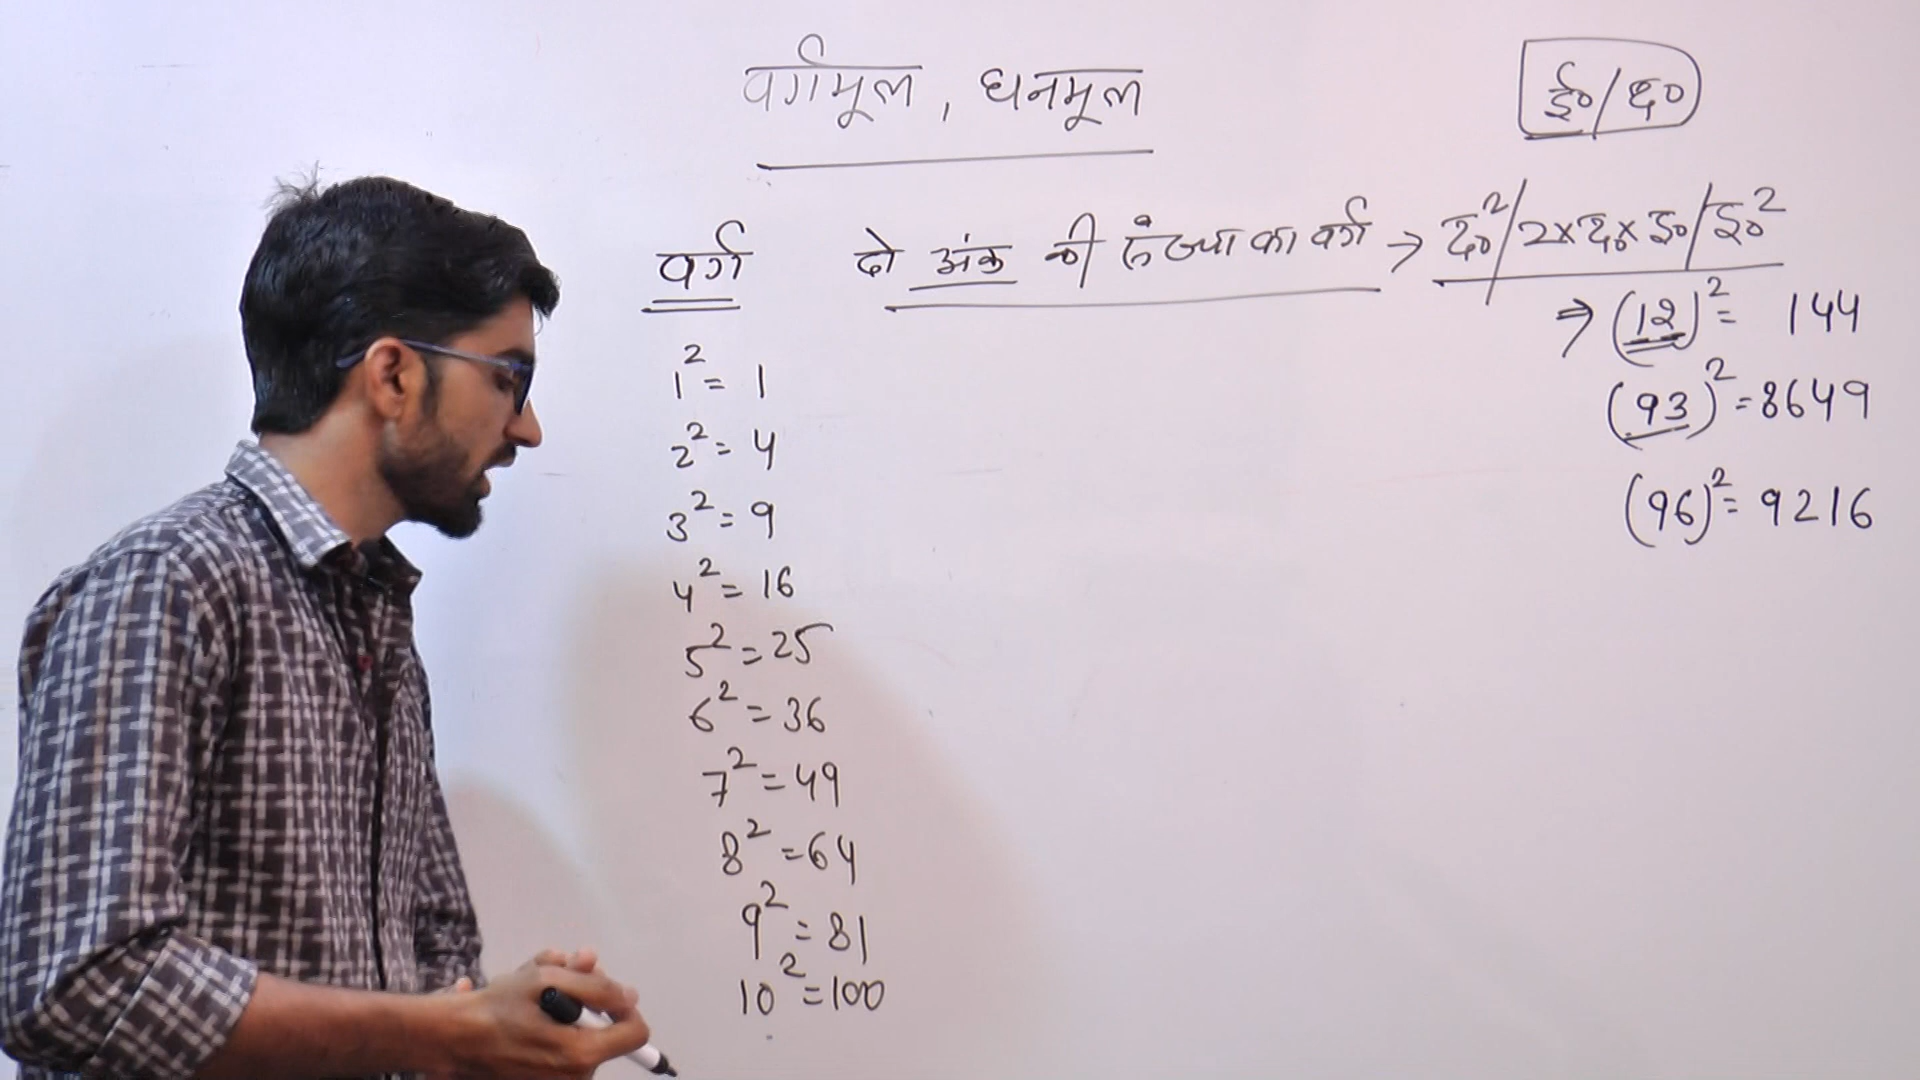 वर्गमूल, घनमूल
ई०/द०
वर्ग
दो अंक की संख्या का वर्ग → द०²/2×द०×इ०/इ०²
1² = 1
2² = 4
3² = 9
4² = 16
5² = 25
6² = 36
7² = 49
8² = 64
9² = 81
10² = 100
⇒ (12)² = 144
(93)² = 8649
(96)² = 9216